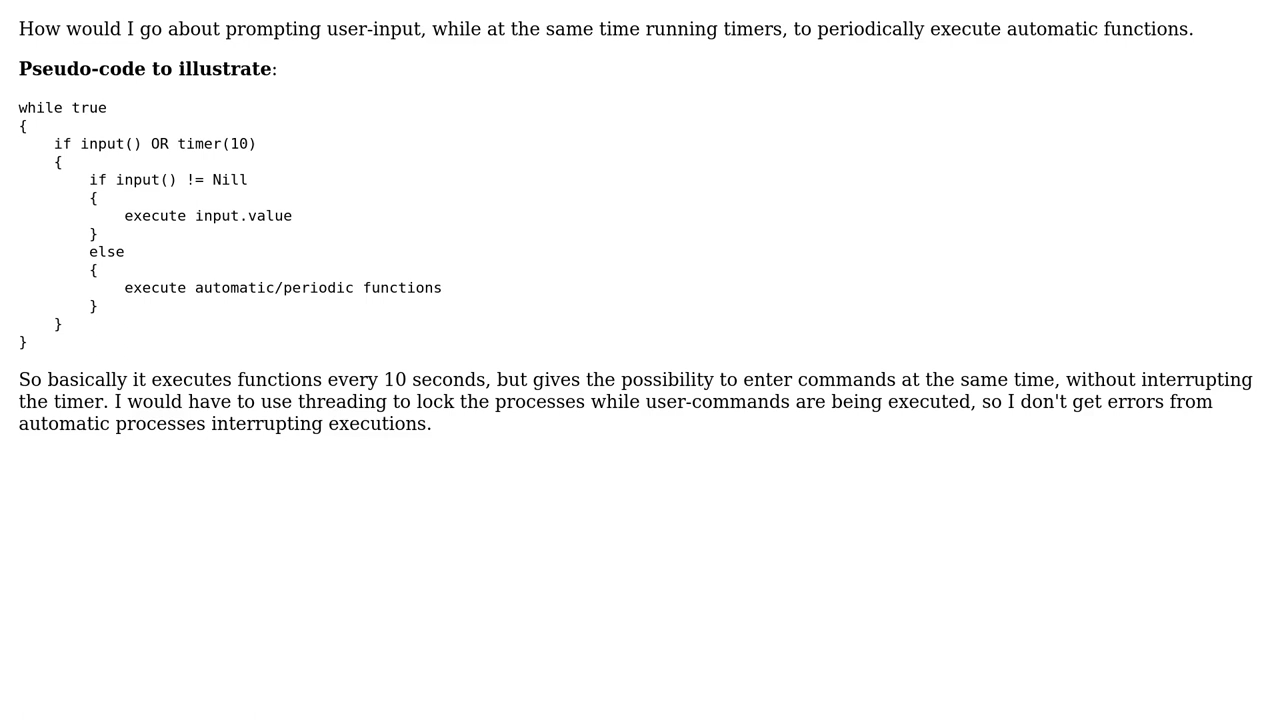 How would I go about prompting user-input, while at the same time running timers, to periodically execute automatic functions.
Pseudo-code to illustrate:
while true
{
    if input() OR timer(10)
    {
        if input() != Nill
        {
            execute input.value
        }
        else
        {
            execute automatic/periodic functions
        }
    }
}
So basically it executes functions every 10 seconds, but gives the possibility to enter commands at the same time, without interrupting
the timer. I would have to use threading to lock the processes while user-commands are being executed, so I don't get errors from
automatic processes interrupting executions.